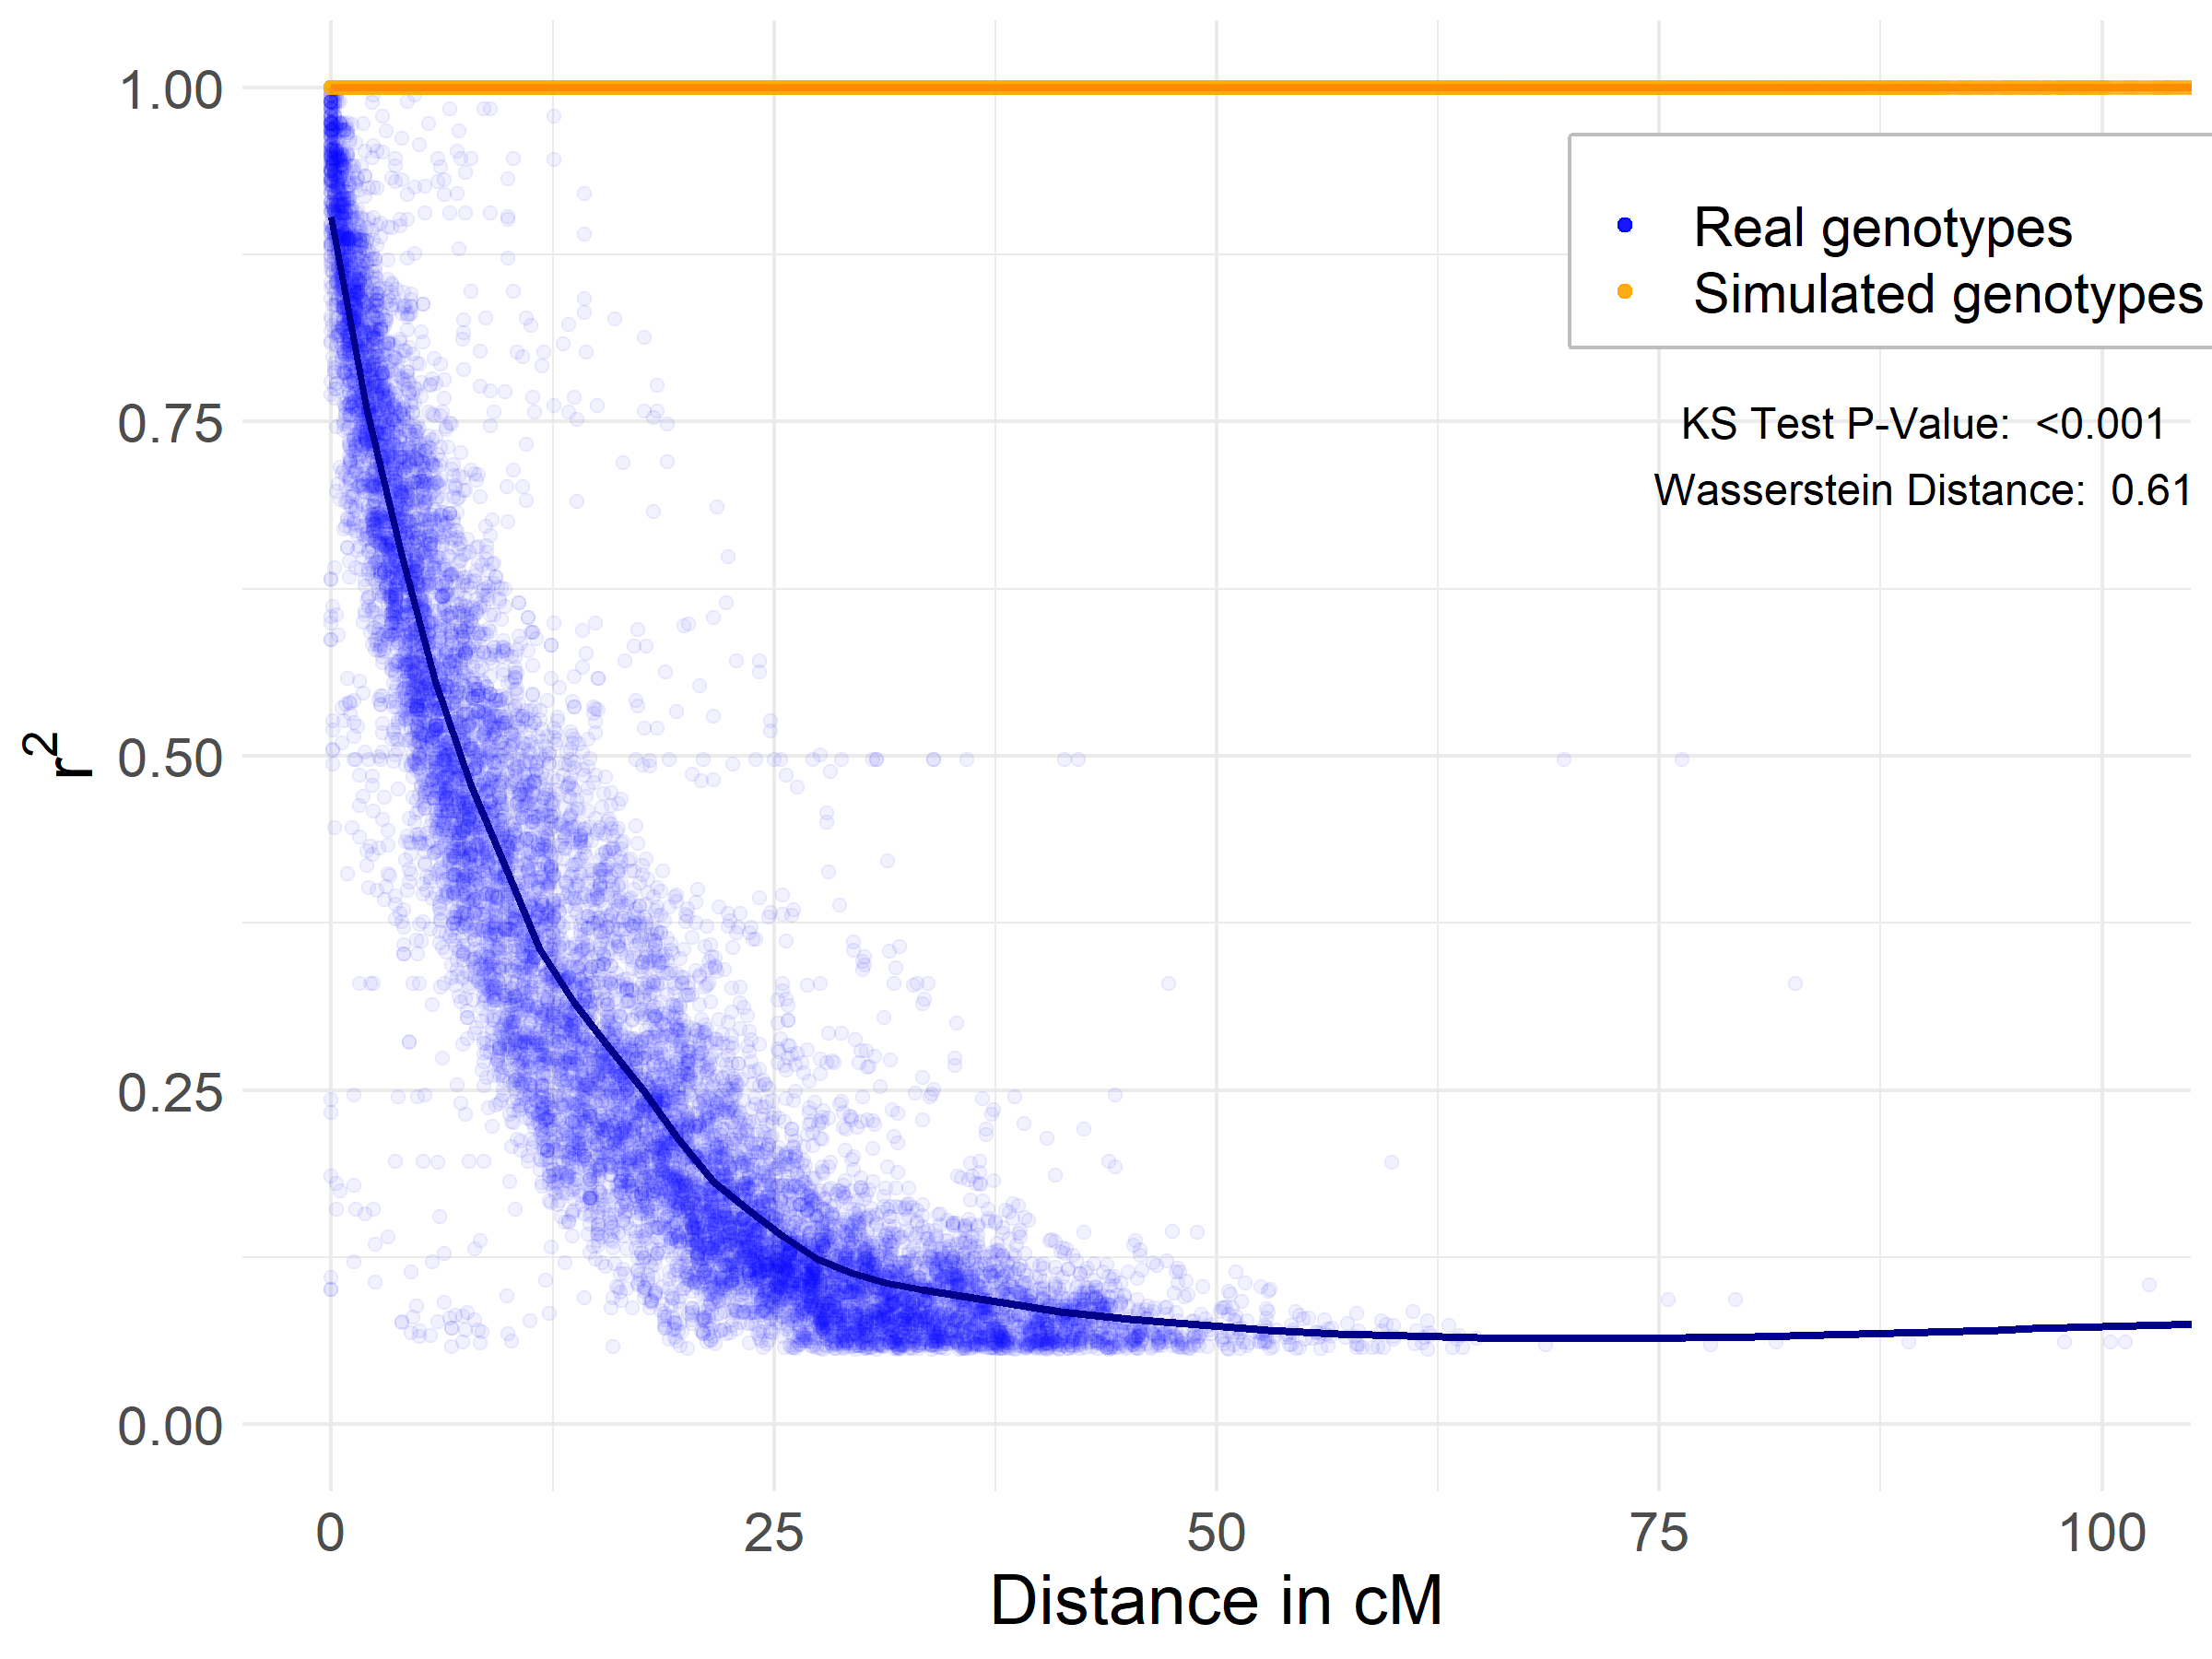 1.00
0.75
0.50
0.25
0.00
r²
Real genotypes
Simulated genotypes
KS Test P-Value: <0.001
Wasserstein Distance: 0.61
0 25 50 75 100
Distance in cM